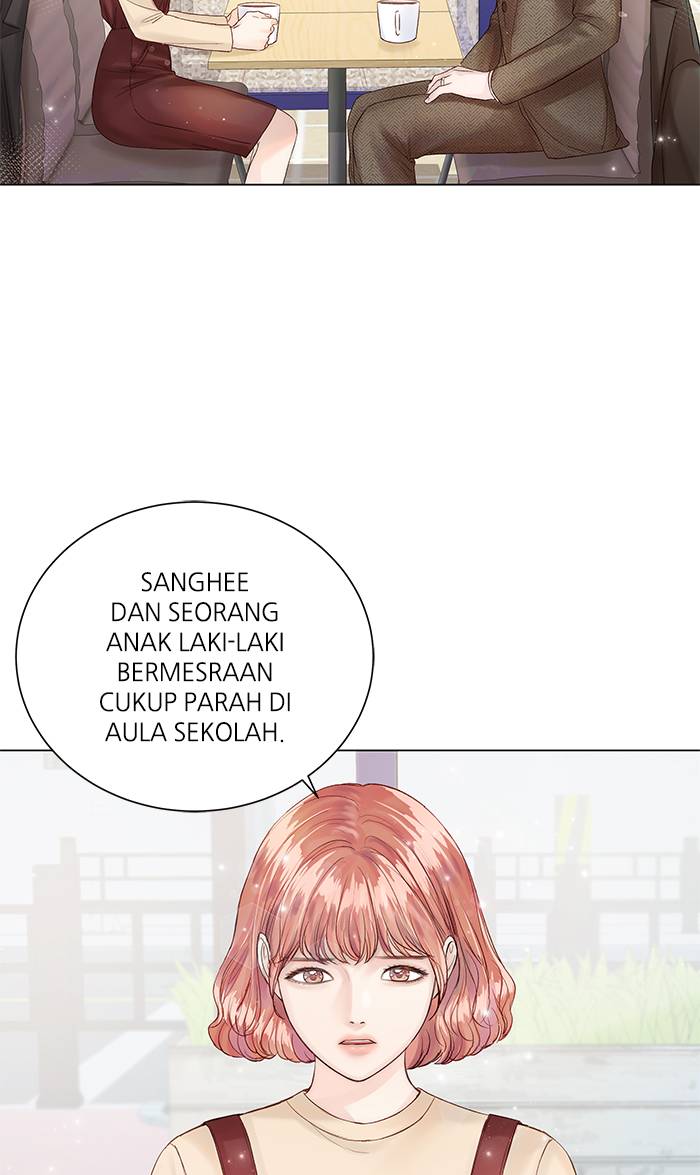 SANGHEE
DAN SEORANG
ANAK LAKI-LAKI
BERMESRAAN
CUKUP PARAH DI
AULA SEKOLAH.